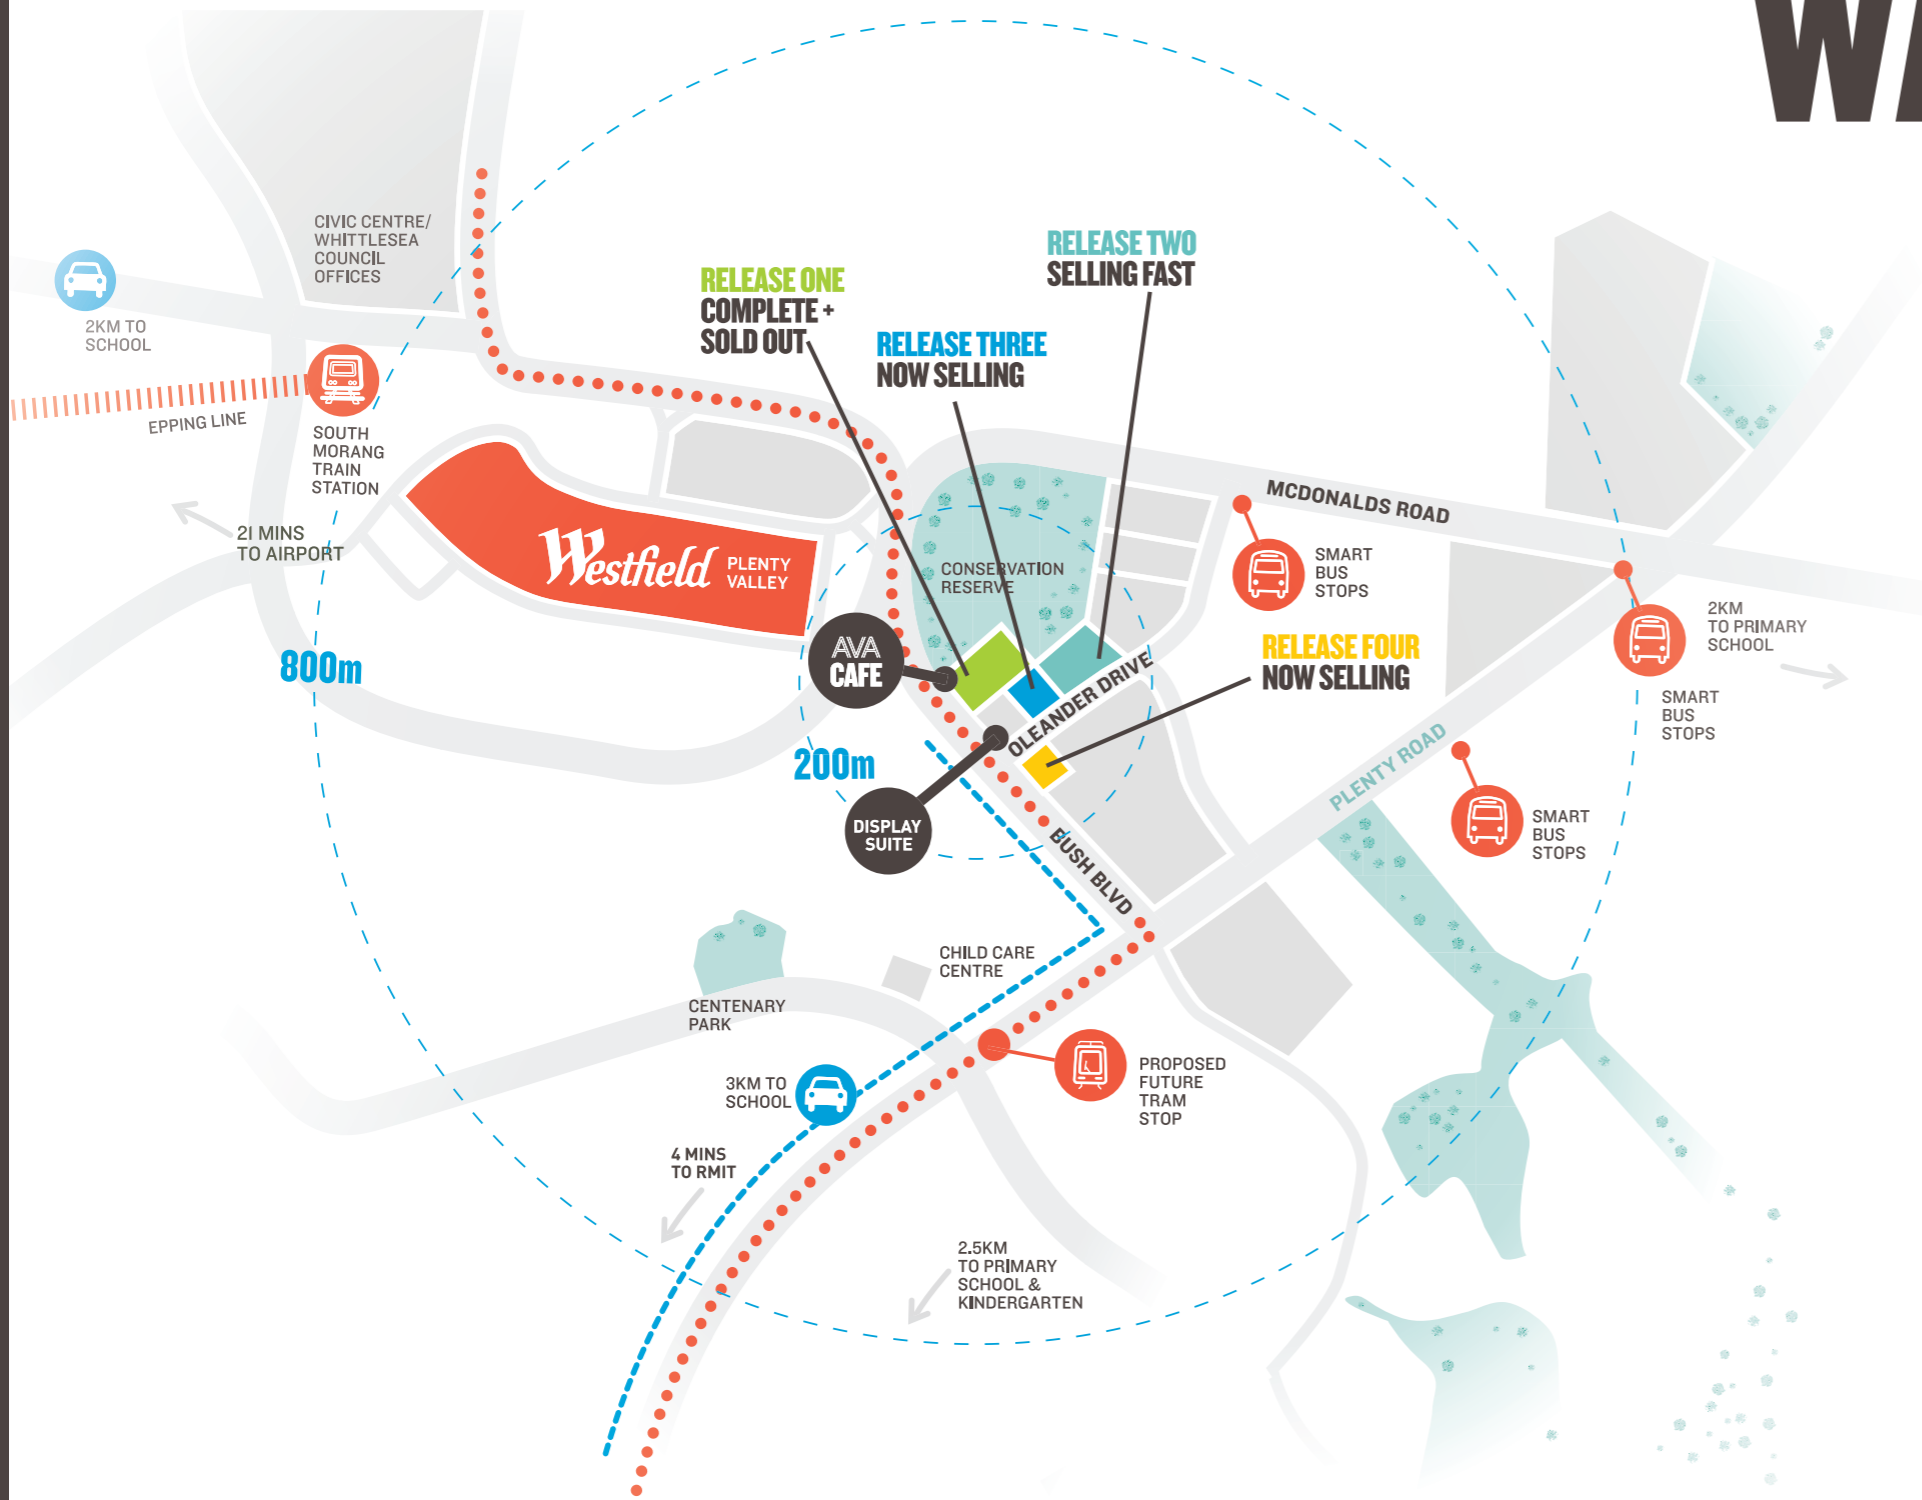 CIVIC CENTRE/
WHITTLESEA
COUNCIL
OFFICES
2KM TO
SCHOOL
EPPING LINE
SOUTH
MORANG
TRAIN
STATION
21 MINS
TO AIRPORT
RELEASE ONE
COMPLETE +
SOLD OUT
RELEASE TWO
SELLING FAST
RELEASE THREE
NOW SELLING
Westfield
PLENTY
VALLEY
CONSERVATION
RESERVE
MCDONALDS ROAD
SMART
BUS
STOPS
2KM
TO PRIMARY
SCHOOL
SMART
BUS
STOPS
RELEASE FOUR
NOW SELLING
AVA
CAFE
800m
OLEANDER DRIVE
200m
PLENTY ROAD
DISPLAY
SUITE
SMART
BUS
STOPS
BUSH BLVD
CHILD CARE
CENTRE
CENTENARY
PARK
3KM TO
SCHOOL
PROPOSED
FUTURE
TRAM
STOP
4 MINS
TO RMIT
2.5KM
TO PRIMARY
SCHOOL &
KINDERGARTEN